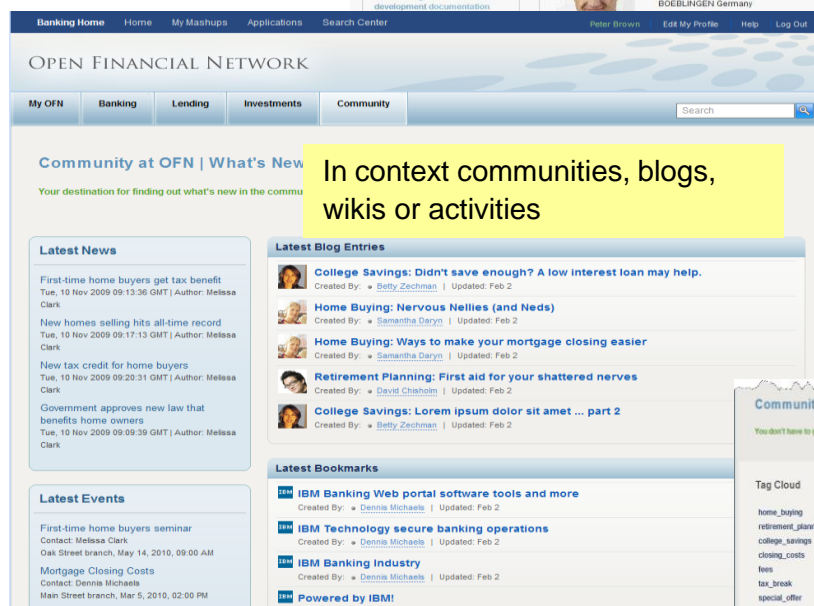 development documentation
BOEBLINGEN Germany
Banking Home Home My Mashups Applications Search Center Peter Brown Edit My Profile Help Log Out
OPEN FINANCIAL NETWORK
My OFN Banking Lending Investments Community
Search
Community at OFN | What's New
In context communities, blogs,
wikis or activities
Your destination for finding out what's new in the
Latest News
First-time home buyers get tax benefit
Tue, 10 Nov 2009 09:13:36 GMT | Author: Melissa
Clark
New homes selling hits
all-time record
Tue, 10 Nov 2009 09:17:13 GMT | Author: Melissa
Clark
New tax credit for home
buyers
Tue, 10 Nov 2009 09:20:31 GMT | Author: Melissa
Clark
Government approves new law that
benefits home owners
Tue, 10 Nov 2009 09:09:39 GMT | Author: Melissa
Clark
Latest Events
First-time home buyers seminar
Contact: Melissa Clark
Oak Street branch, May 14, 2010, 09:00 AM
Mortgage Closing Costs
Contact: Dennis Michaels
Main Street branch, Mar 5, 2010, 02:00 PM
Latest Blog Entries
College Savings: Didn't save enough? A low interest loan may help.
Created By: Betty Zechman | Updated: Feb 2
Home Buying: Nervous Nellies (and Neds)
Created By: Samantha Daryn | Updated: Feb 2
Home Buying: Ways to make your mortgage closing easier
Created By: Samantha Daryn | Updated: Feb 2
Retirement Planning: First aid for your shattered nerves
Created By: David Chisholm | Updated: Feb 2
College Savings: Lorem ipsum dolor sit amet ... part 2
Created By: Betty Zechman | Updated: Feb 2
Latest Bookmarks
IBM IBM Banking Web portal software tools and more
Created By: Dennis Michaels | Updated: Feb 2
IBM IBM Technology secure banking operations
Created By: Dennis Michaels | Updated: Feb 2
IBM IBM Banking Industry
Created By: Dennis Michaels | Updated: Feb 2
IBM Powered by IBM!
Communit
You don't have to
Tag Cloud
home_buying
retirement_plann
college_savings
closing_costs
fees
tax_break
special_offer